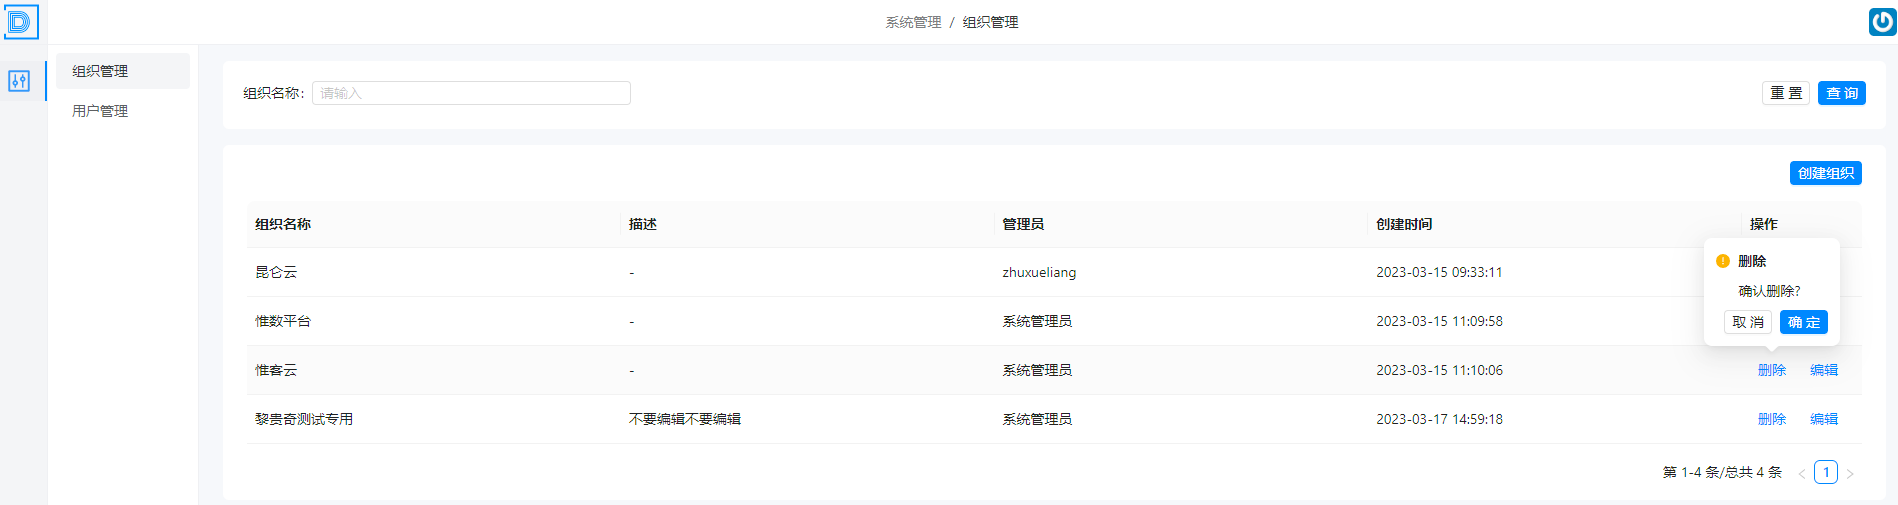 系统管理 / 组织管理
组织管理
用户管理
组织名称: 请输入 重 置 查 询
创建组织
组织名称 描述 管理员 创建时间 操作
昆仑云 - zhuxueliang 2023-03-15 09:33:11
惟数平台 - 系统管理员 2023-03-15 11:09:58
惟客云 - 系统管理员 2023-03-15 11:10:06 删除 编辑
黎贵奇测试专用 不要编辑不要编辑 系统管理员 2023-03-17 14:59:18 删除 编辑
删除
确认删除?
取 消 确 定
第 1-4 条/总共 4 条 < 1 >